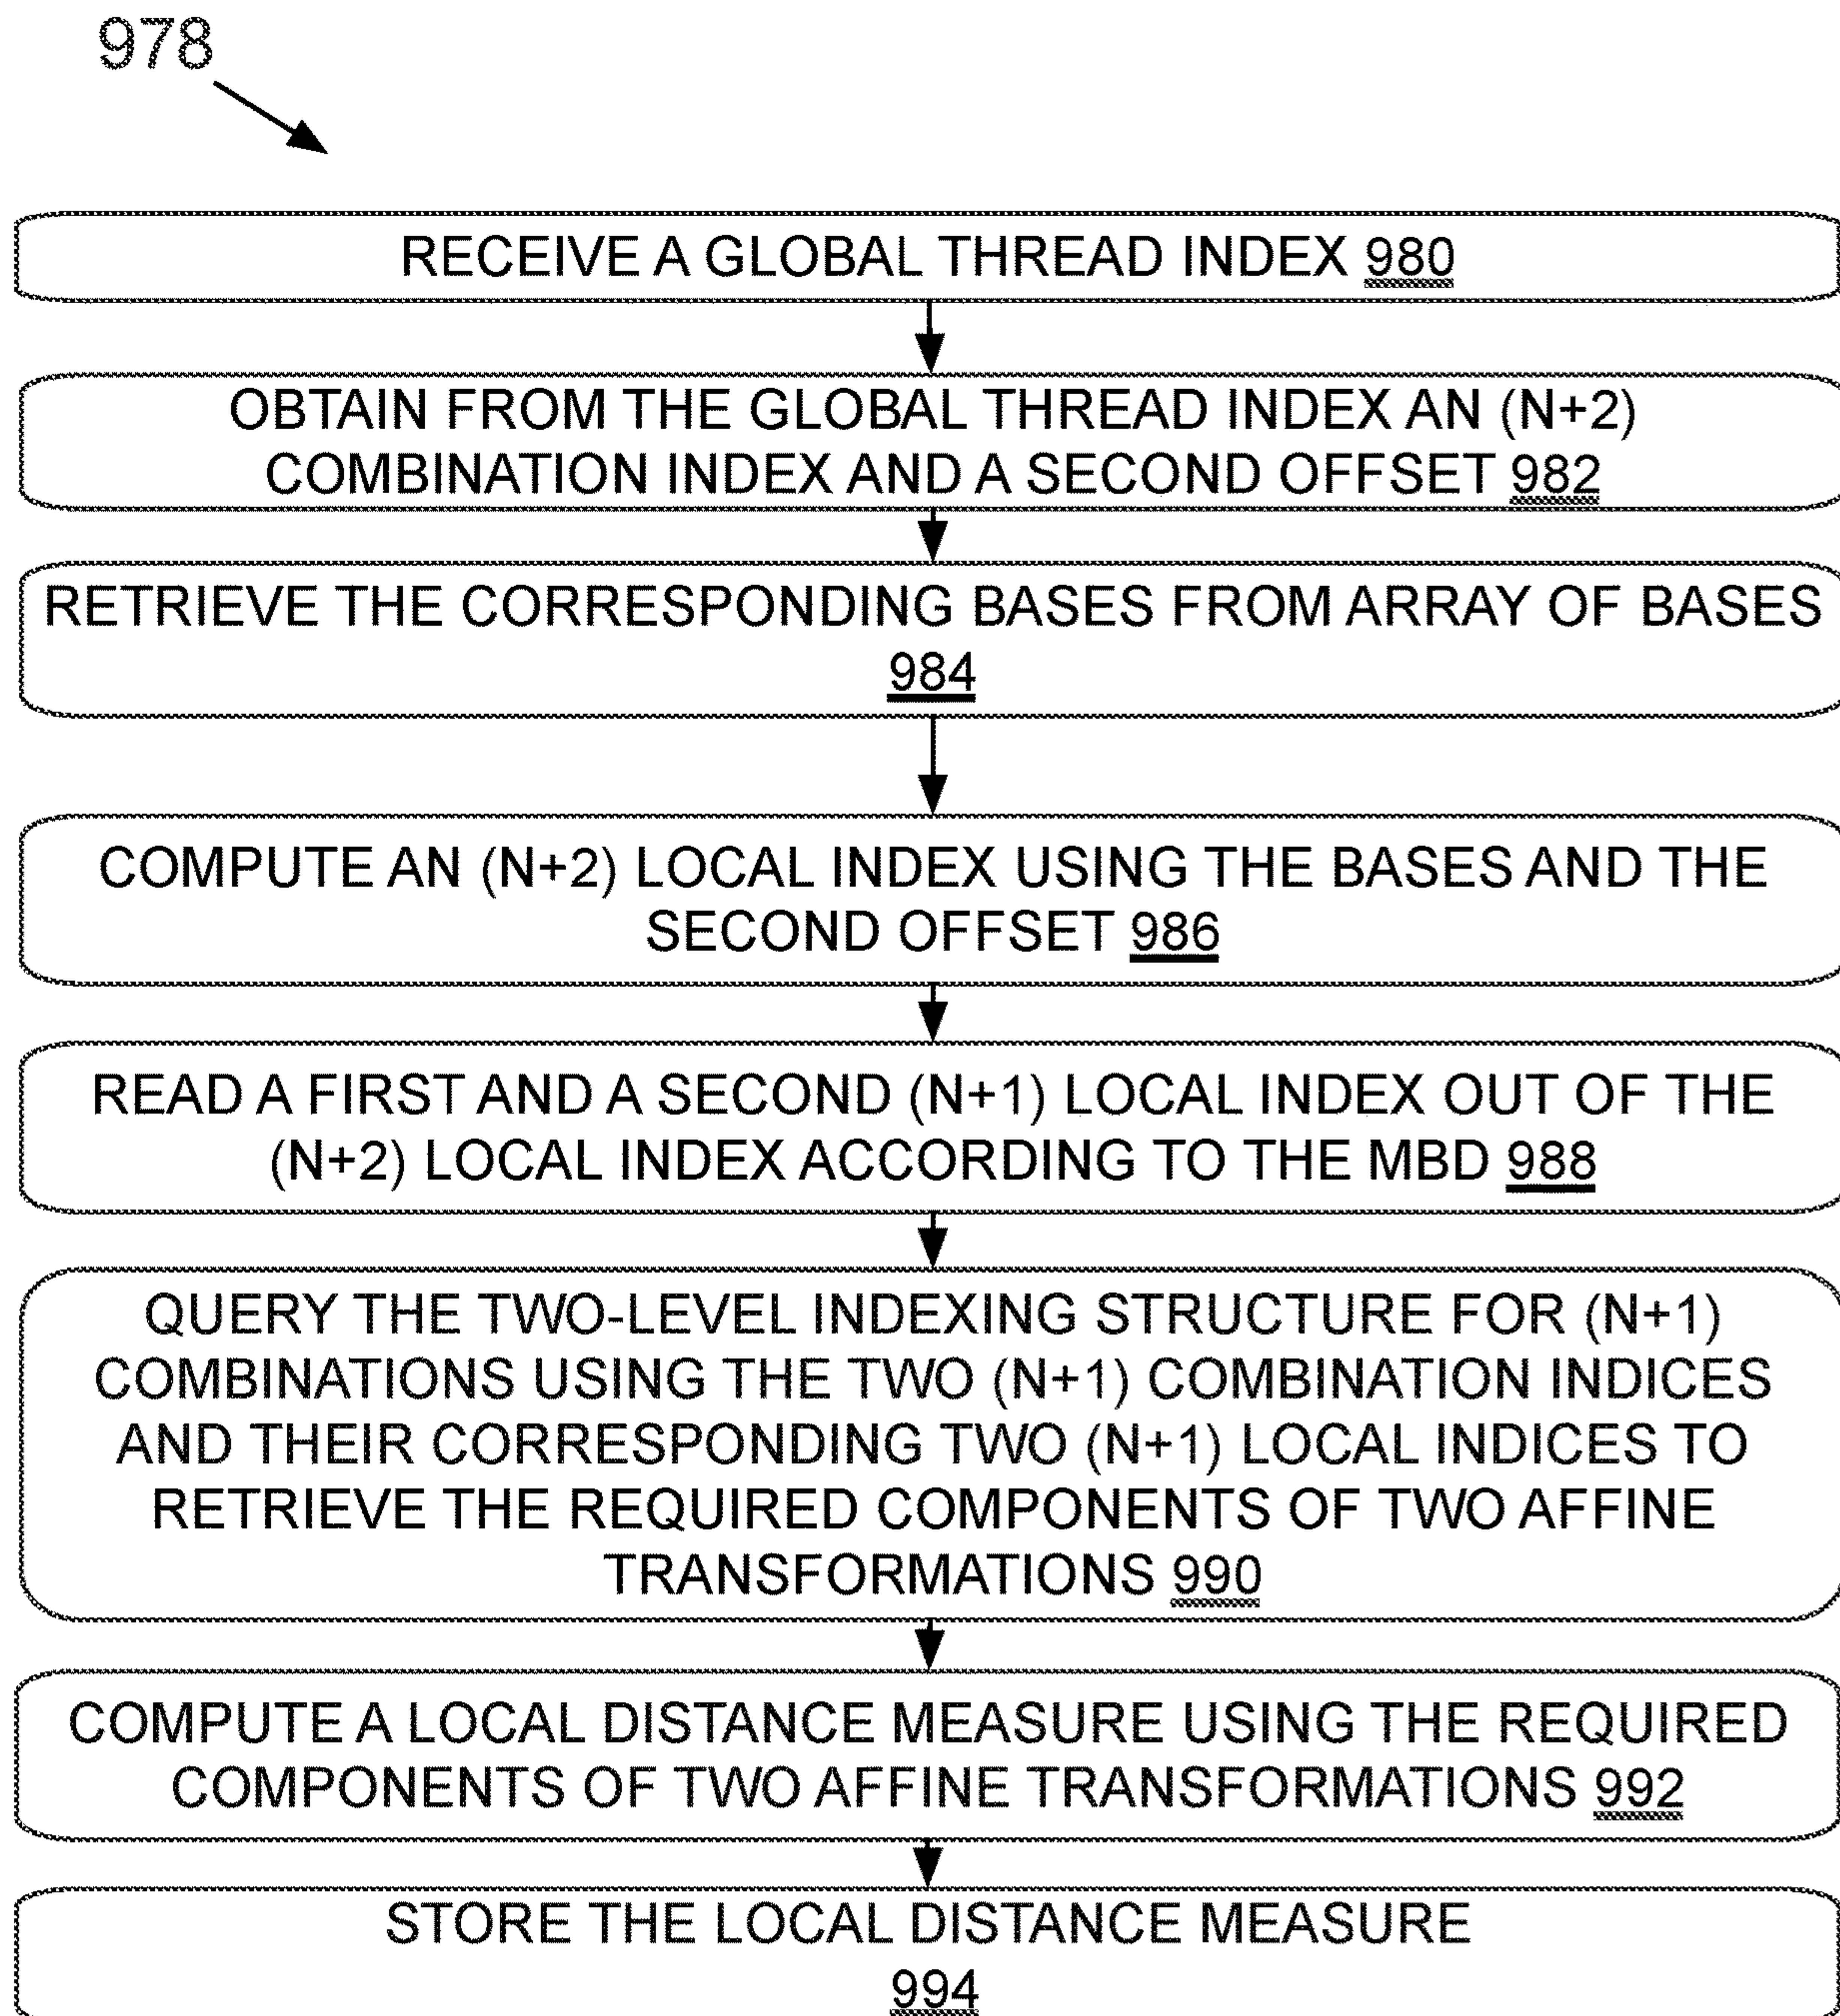 978
RECEIVE A GLOBAL THREAD INDEX 980
OBTAIN FROM THE GLOBAL THREAD INDEX AN (N+2)
COMBINATION INDEX AND A SECOND OFFSET 982
RETRIEVE THE CORRESPONDING BASES FROM ARRAY OF BASES
984
COMPUTE AN (N+2) LOCAL INDEX USING THE BASES AND THE
SECOND OFFSET 986
READ A FIRST AND A SECOND (N+1) LOCAL INDEX OUT OF THE
(N+2) LOCAL INDEX ACCORDING TO THE MBD 988
QUERY THE TWO-LEVEL INDEXING STRUCTURE FOR (N+1)
COMBINATIONS USING THE TWO (N+1) COMBINATION INDICES
AND THEIR CORRESPONDING TWO (N+1) LOCAL INDICES TO
RETRIEVE THE REQUIRED COMPONENTS OF TWO AFFINE
TRANSFORMATIONS 990
COMPUTE A LOCAL DISTANCE MEASURE USING THE REQUIRED
COMPONENTS OF TWO AFFINE TRANSFORMATIONS 992
STORE THE LOCAL DISTANCE MEASURE
994